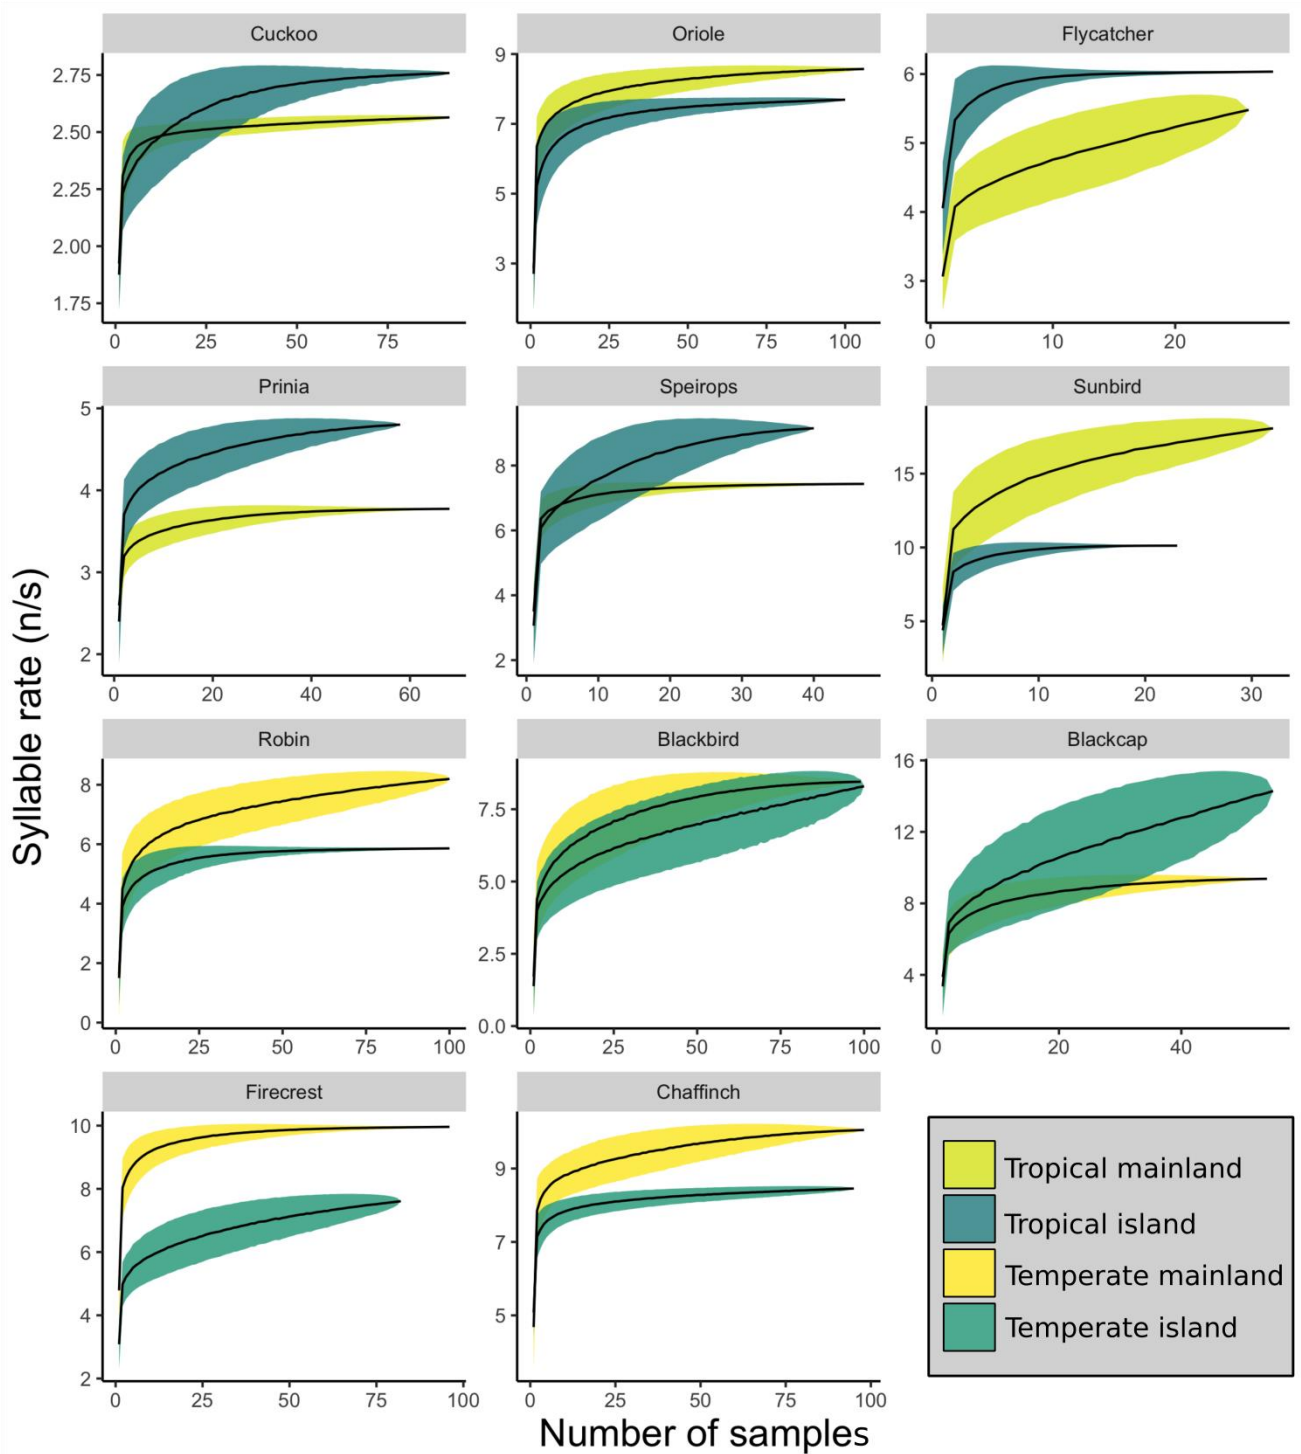 Cuckoo
Oriole
Flycatcher
2.75
2.50
2.25
2.00
1.75
0 25 50 75
9
7
5
3
0 25 50 75 100
6
5
4
3
0 10 20
Prinia
Speirops
Sunbird
5
4
3
2
0 20 40 60
8
6
4
2
0 10 20 30 40
15
10
5
0 10 20 30
Syllable rate (n/s)
Robin
Blackbird
Blackcap
8
6
4
2
0
0 25 50 75 100
7.5
5.0
2.5
0.0
0 25 50 75 100
16
12
8
4
0 20 40
Firecrest
Chaffinch
10
8
6
4
2
0 25 50 75 100
9
7
5
0 25 50 75 100
Tropical mainland
Tropical island
Temperate mainland
Temperate island
Number of samples